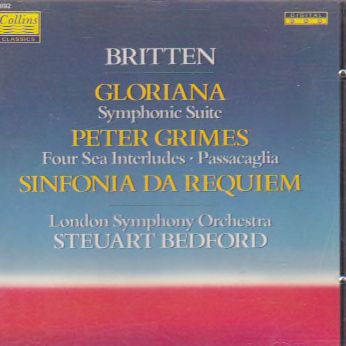 Collins
CLASSICS
DIGITAL
DDD
BRITTEN
GLORIANA
Symphonic Suite
PETER GRIMES
Four Sea Interludes · Passacaglia
SINFONIA DA REQUIEM
London Symphony Orchestra
STEUART BEDFORD